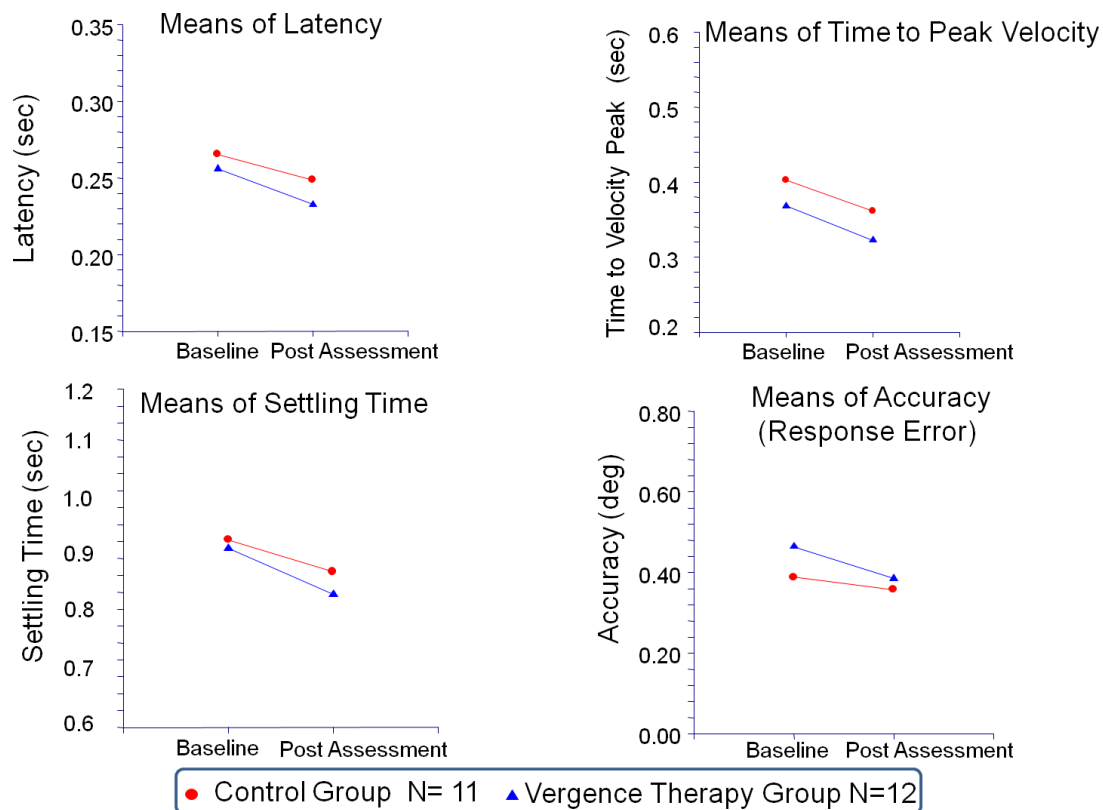 Means of Latency
Latency (sec)
0.35
0.30
0.25
0.20
0.15
Baseline Post Assessment
Means of Time to Peak Velocity
Time to Velocity Peak (sec)
0.6
0.5
0.4
0.3
0.2
Baseline Post Assessment
Means of Settling Time
Settling Time (sec)
1.2
1.1
1.0
0.9
0.8
0.7
0.6
Baseline Post Assessment
Means of Accuracy
(Response Error)
Accuracy (deg)
0.80
0.60
0.40
0.20
0.00
Baseline Post Assessment
Control Group N= 11 Vergence Therapy Group N=12